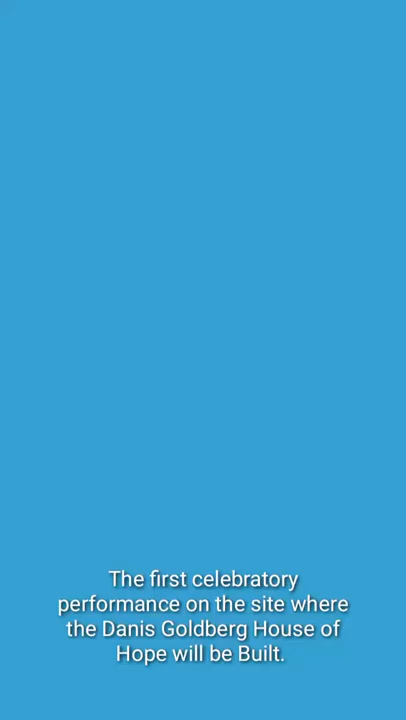 The first celebratory
performance on the site where
the Danis Goldberg House of
Hope will be Built.